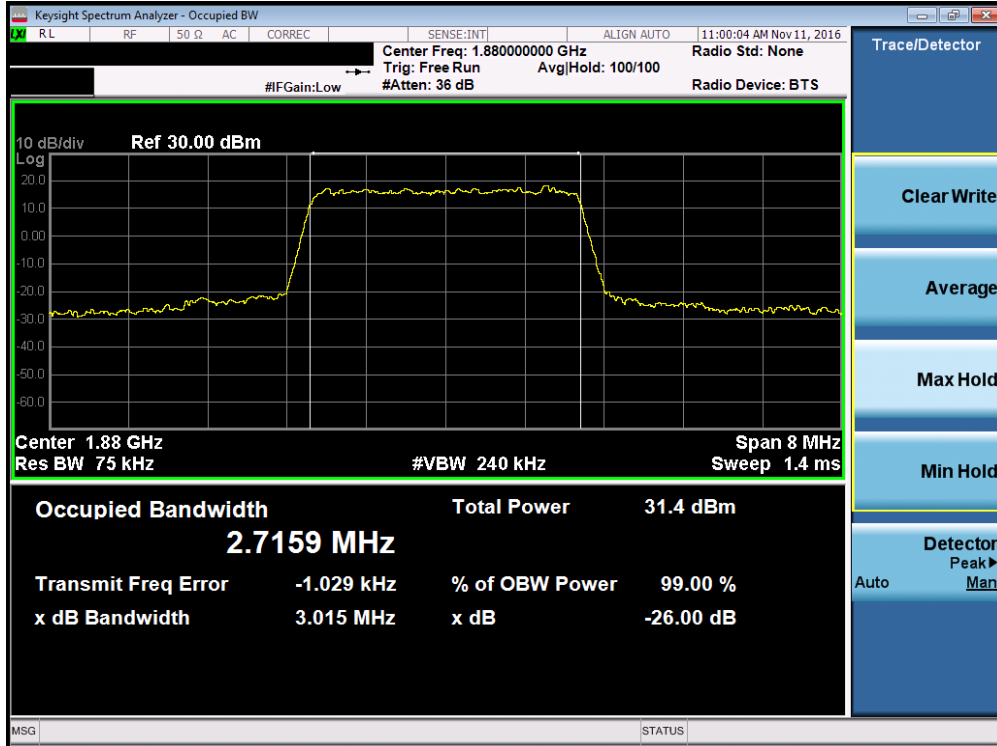 Keysight Spectrum Analyzer - Occupied BW
LXI RL RF 50 Ω AC CORREC SENSE:INT ALIGN AUTO 11:00:04 AM Nov 11, 2016
Center Freq: 1.880000000 GHz Radio Std: None
Trig: Free Run Avg|Hold: 100/100
#IFGain:Low #Atten: 36 dB Radio Device: BTS
Trace/Detector
10 dB/div Ref 30.00 dBm
Log
20.0
10.0
0.00
-10.0
-20.0
-30.0
-40.0
-50.0
-60.0
Center 1.88 GHz Span 8 MHz
Res BW 75 kHz #VBW 240 kHz Sweep 1.4 ms
Occupied Bandwidth Total Power 31.4 dBm
2.7159 MHz
Transmit Freq Error -1.029 kHz % of OBW Power 99.00 %
x dB Bandwidth 3.015 MHz x dB -26.00 dB
Clear Write
Average
Max Hold
Min Hold
Detector
Peak▶
Auto Man
MSG STATUS